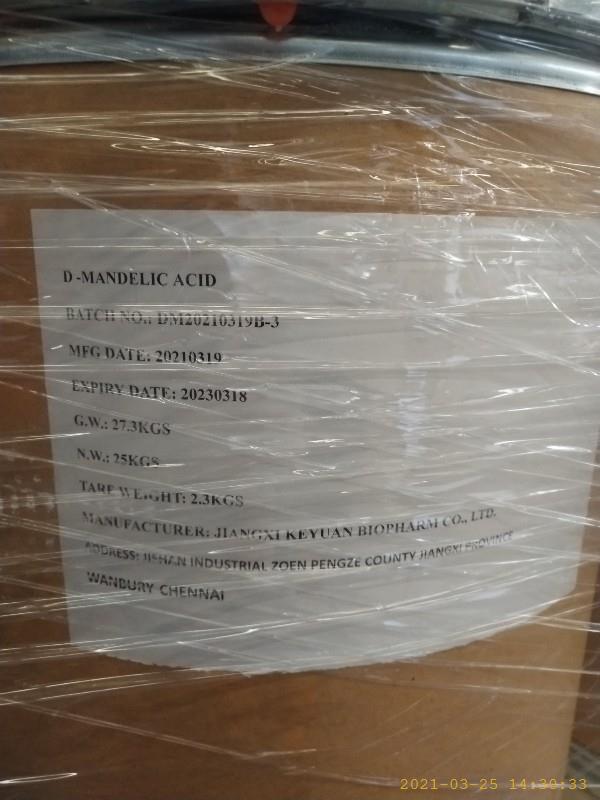 D-MANDELIC ACID
BATCH NO.: DM20210319B-3
MFG DATE: 20210319
EXPIRY DATE: 20230318
G.W.: 27.3KGS
N.W.: 25KGS
TARE WEIGHT: 2.3KGS
MANUFACTURER: JIANGXI KEYUAN BIOPHARM CO., LTD.
ADDRESS: JISHAN INDUSTRIAL ZOEN PENGZE COUNTY JIANGXI PROVINCE
WANBURY CHENNAI
2021-03-25 14:30:33